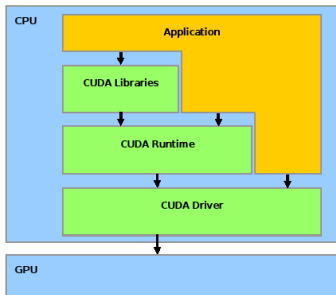 CPU
Application
CUDA Libraries
CUDA Runtime
CUDA Driver
GPU